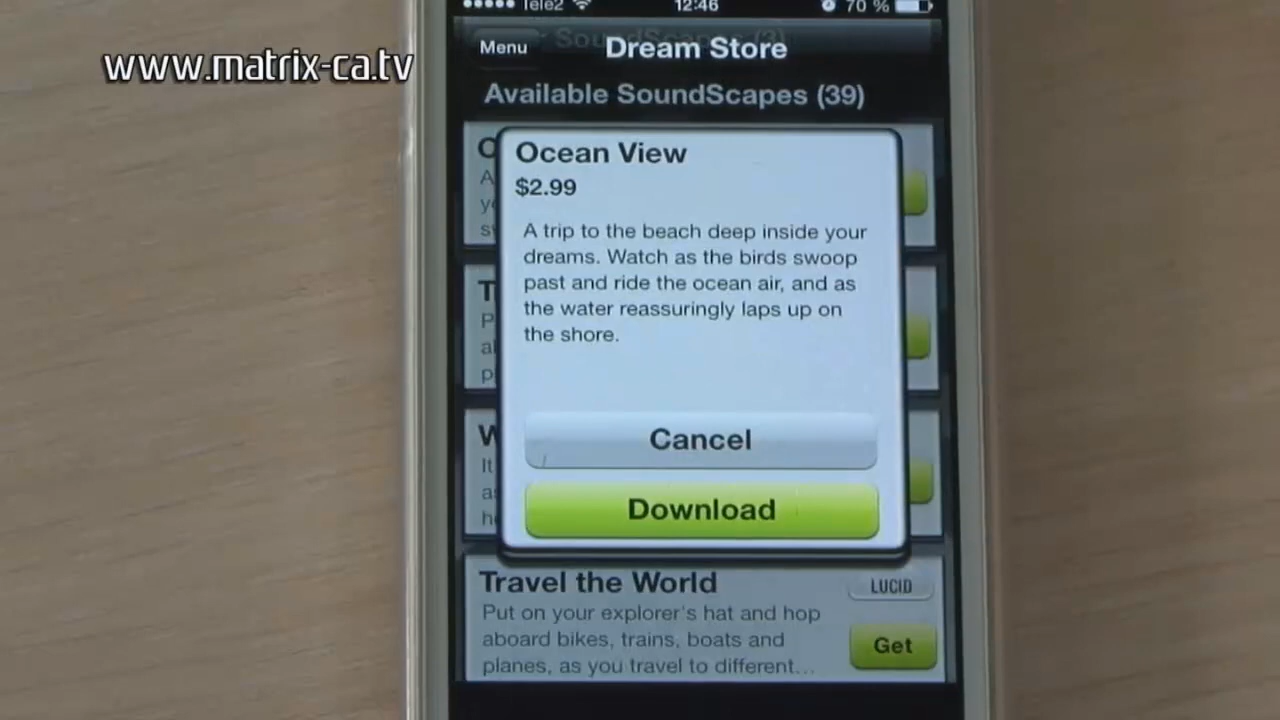 Tele2 12:46 70 %
www.matrix-ca.tv
SoundScapes (3)
Menu Dream Store
Available SoundScapes (39)
Ocean View
$2.99
A trip to the beach deep inside your
dreams. Watch as the birds swoop
past and ride the ocean air, and as
the water reassuringly laps up on
the shore.
Cancel
Download
Travel the World
LUCID
Put on your explorer's hat and hop
aboard bikes, trains, boats and
planes, as you travel to different...
Get